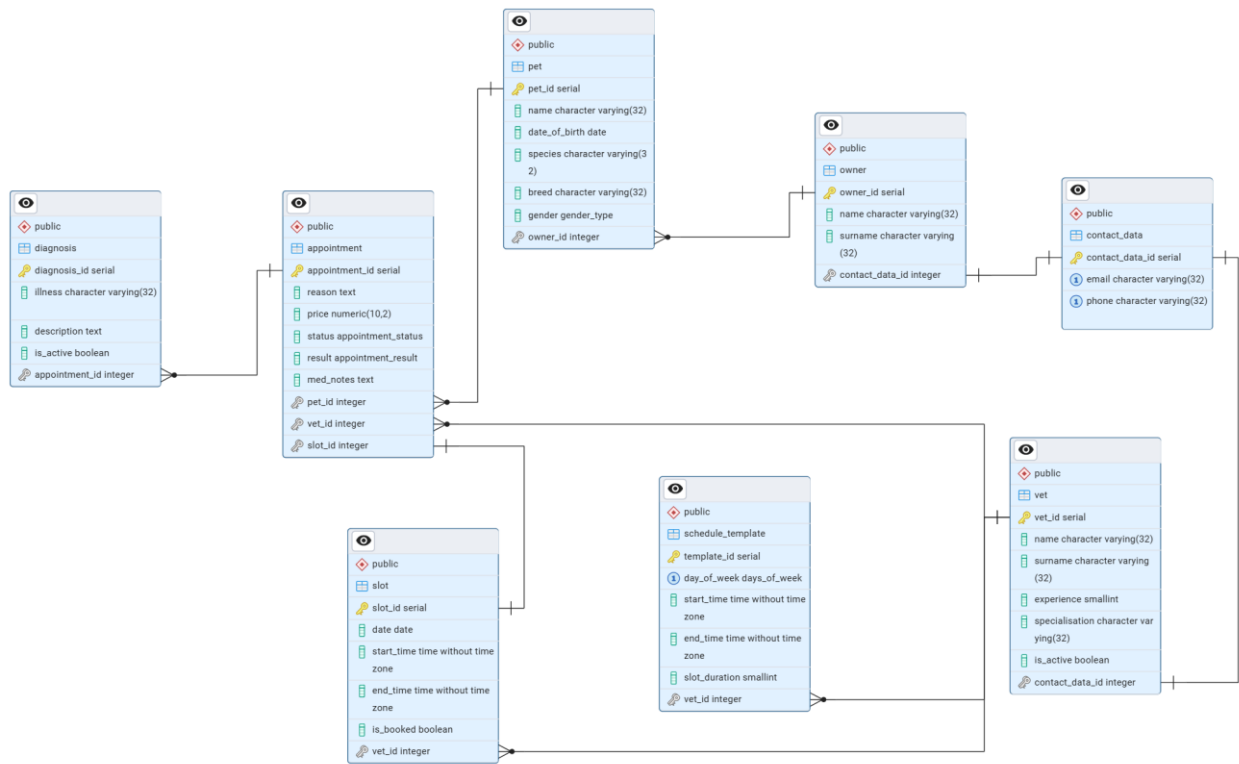 public
pet
pet_id serial
name character varying(32)
date_of_birth date
species character varying(3
2)
breed character varying(32)
gender gender_type
owner_id integer
public
owner
owner_id serial
name character varying(32)
surname character varying
(32)
contact_data_id integer
public
contact_data
contact_data_id serial
1 email character varying(32)
1 phone character varying(32)
public
diagnosis
diagnosis_id serial
illness character varying(32)
description text
is_active boolean
appointment_id integer
public
appointment
appointment_id serial
reason text
price numeric(10,2)
status appointment_status
result appointment_result
med_notes text
pet_id integer
vet_id integer
slot_id integer
public
slot
slot_id serial
date date
start_time time without time
zone
end_time time without time
zone
is_booked boolean
vet_id integer
public
schedule_template
template_id serial
1 day_of_week days_of_week
start_time time without time
zone
end_time time without time
zone
slot_duration smallint
vet_id integer
public
vet
vet_id serial
name character varying(32)
surname character varying
(32)
experience smallint
specialisation character var
ying(32)
is_active boolean
contact_data_id integer